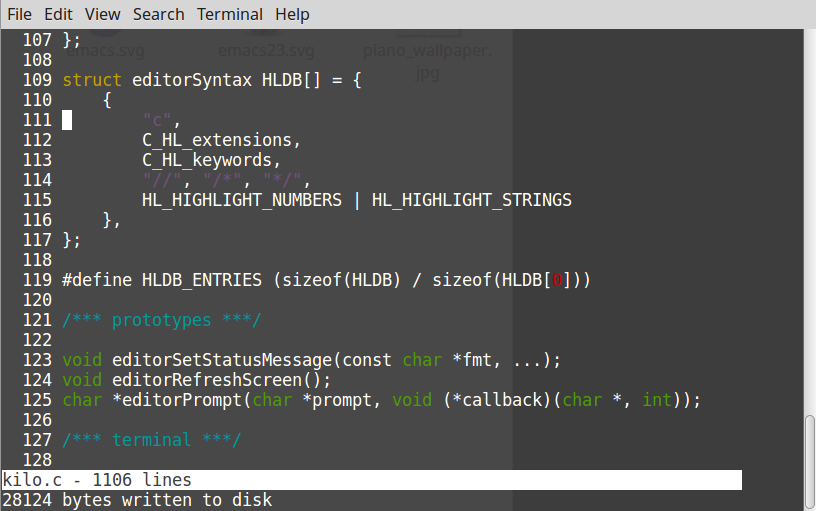 File Edit View Search Terminal Help
emacs.svg emacs23.svg piano_wallpaper.
jpg
107 };
108
109 struct editorSyntax HLDB[] = {
110     {
111         "c",
112         C_HL_extensions,
113         C_HL_keywords,
114         "//", "/*", "*/",
115         HL_HIGHLIGHT_NUMBERS | HL_HIGHLIGHT_STRINGS
116     },
117 };
118
119 #define HLDB_ENTRIES (sizeof(HLDB) / sizeof(HLDB[0]))
120
121 /*** prototypes ***/
122
123 void editorSetStatusMessage(const char *fmt, ...);
124 void editorRefreshScreen();
125 char *editorPrompt(char *prompt, void (*callback)(char *, int));
126
127 /*** terminal ***/
128
kilo.c - 1106 lines
28124 bytes written to disk